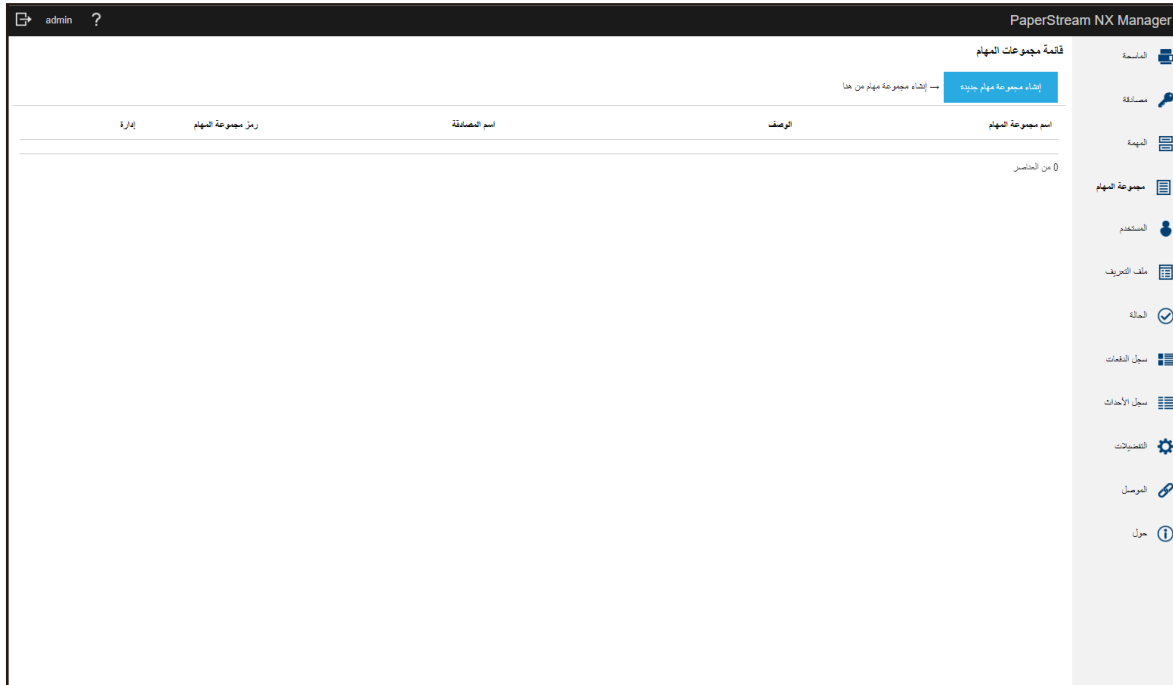 admin ?
PaperStream NX Manager
قائمة مجموعات المهام
إنشاء مجموعة مهام جديده
← إنشاء مجموعة مهام من هنا
اسم مجموعة المهام الوصف اسم المصادقة رمز مجموعة المهام إدارة
0 من العناصر
الماسحة
مصادقة
المهمة
مجموعة المهام
المستخدم
ملف التعريف
الحالة
سجل الدفعات
سجل الأحداث
التفضيلات
الموصل
حول